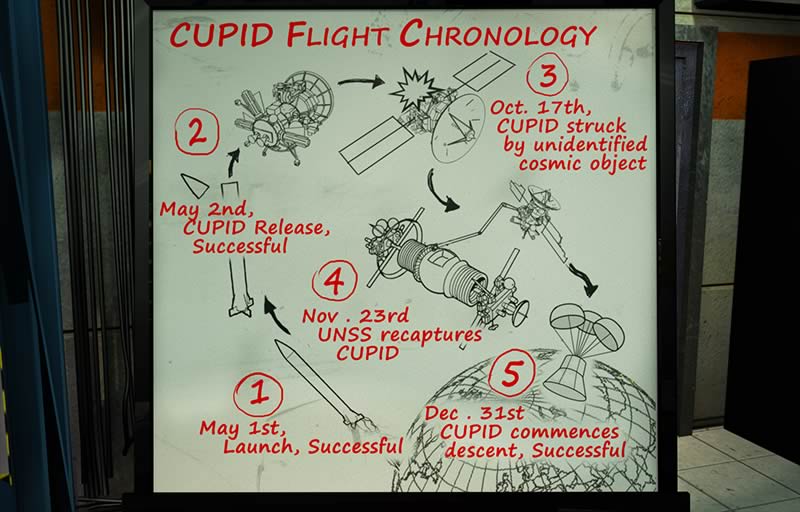 CUPID FLIGHT CHRONOLOGY
1
May 1st,
Launch, Successful
2
May 2nd,
CUPID Release,
Successful
3
Oct. 17th,
CUPID struck
by unidentified
cosmic object
4
Nov . 23rd
UNSS recaptures
CUPID
5
Dec . 31st
CUPID commences
descent, Successful